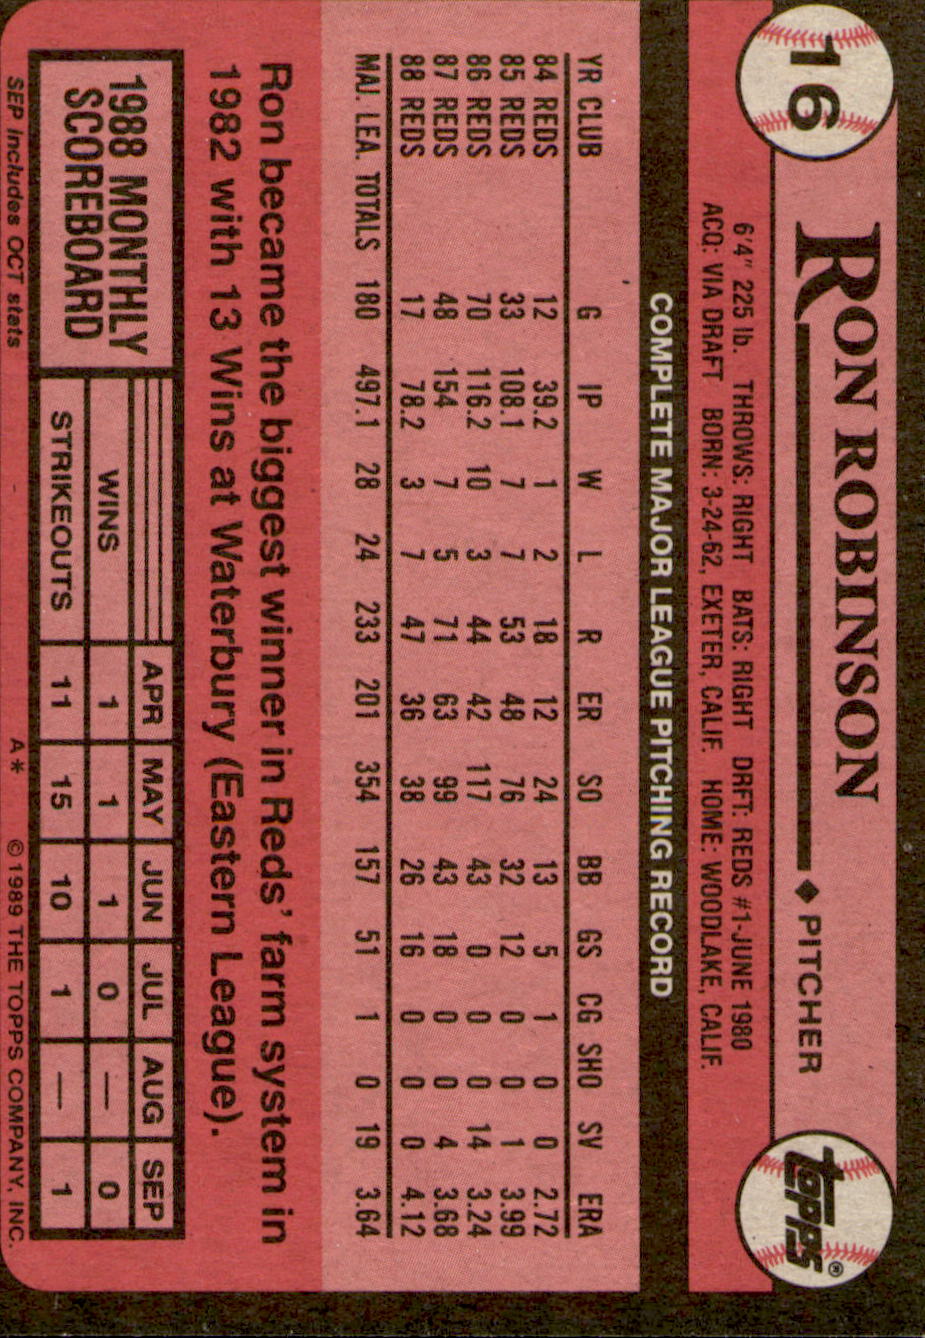 16
RON ROBINSON ◆ PITCHER
topps®
6'4" 225 lb. THROWS: RIGHT BATS: RIGHT DRFT: REDS #1-JUNE 1980
ACQ: VIA DRAFT BORN: 3-24-62, EXETER, CALIF. HOME: WOODLAKE, CALIF.
COMPLETE MAJOR LEAGUE PITCHING RECORD
YR CLUB G IP W L R ER SO BB GS CG SHO SV ERA
84 REDS 12 39.2 1 2 18 12 24 13 5 1 0 0 2.72
85 REDS 33 108.1 7 7 53 48 76 32 12 0 0 1 3.99
86 REDS 70 116.2 10 3 44 42 117 43 0 0 0 14 3.24
87 REDS 48 154 7 5 71 63 99 43 18 0 0 4 3.68
88 REDS 17 78.2 3 7 47 36 38 26 16 0 0 0 4.12
MAJ. LEA. TOTALS 180 497.1 28 24 233 201 354 157 51 1 0 19 3.64
Ron became the biggest winner in Reds' farm system in
1982 with 13 Wins at Waterbury (Eastern League).
1988 MONTHLY
SCOREBOARD
APR MAY JUN JUL AUG SEP
WINS 1 1 1 0 — 0
STRIKEOUTS 11 15 10 1 — 1
SEP includes OCT stats A* © 1989 THE TOPPS COMPANY, INC.